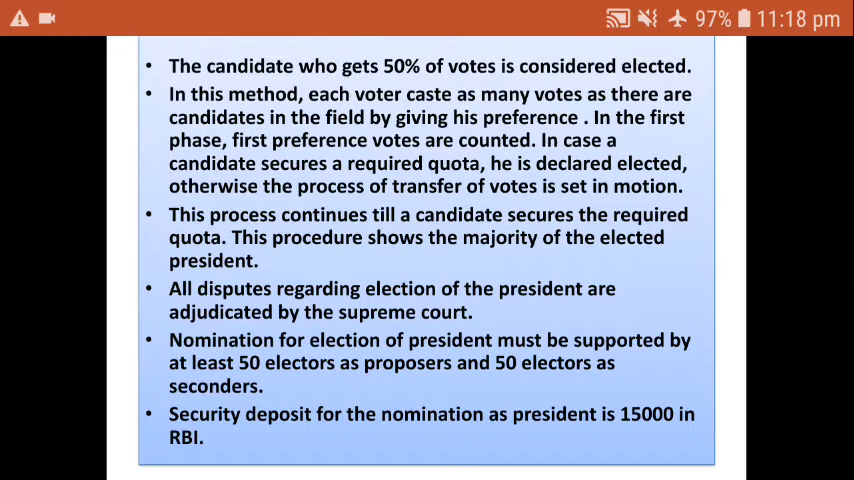 97% 11:18 pm
• The candidate who gets 50% of votes is considered elected.
• In this method, each voter caste as many votes as there are
candidates in the field by giving his preference . In the first
phase, first preference votes are counted. In case a
candidate secures a required quota, he is declared elected,
otherwise the process of transfer of votes is set in motion.
• This process continues till a candidate secures the required
quota. This procedure shows the majority of the elected
president.
• All disputes regarding election of the president are
adjudicated by the supreme court.
• Nomination for election of president must be supported by
at least 50 electors as proposers and 50 electors as
seconders.
• Security deposit for the nomination as president is 15000 in
RBI.